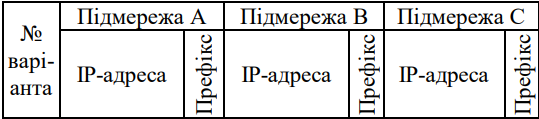 №
варі-
анта
Підмережа A
Підмережа B
Підмережа C
IP-адреса
Префікс
IP-адреса
Префікс
IP-адреса
Префікс